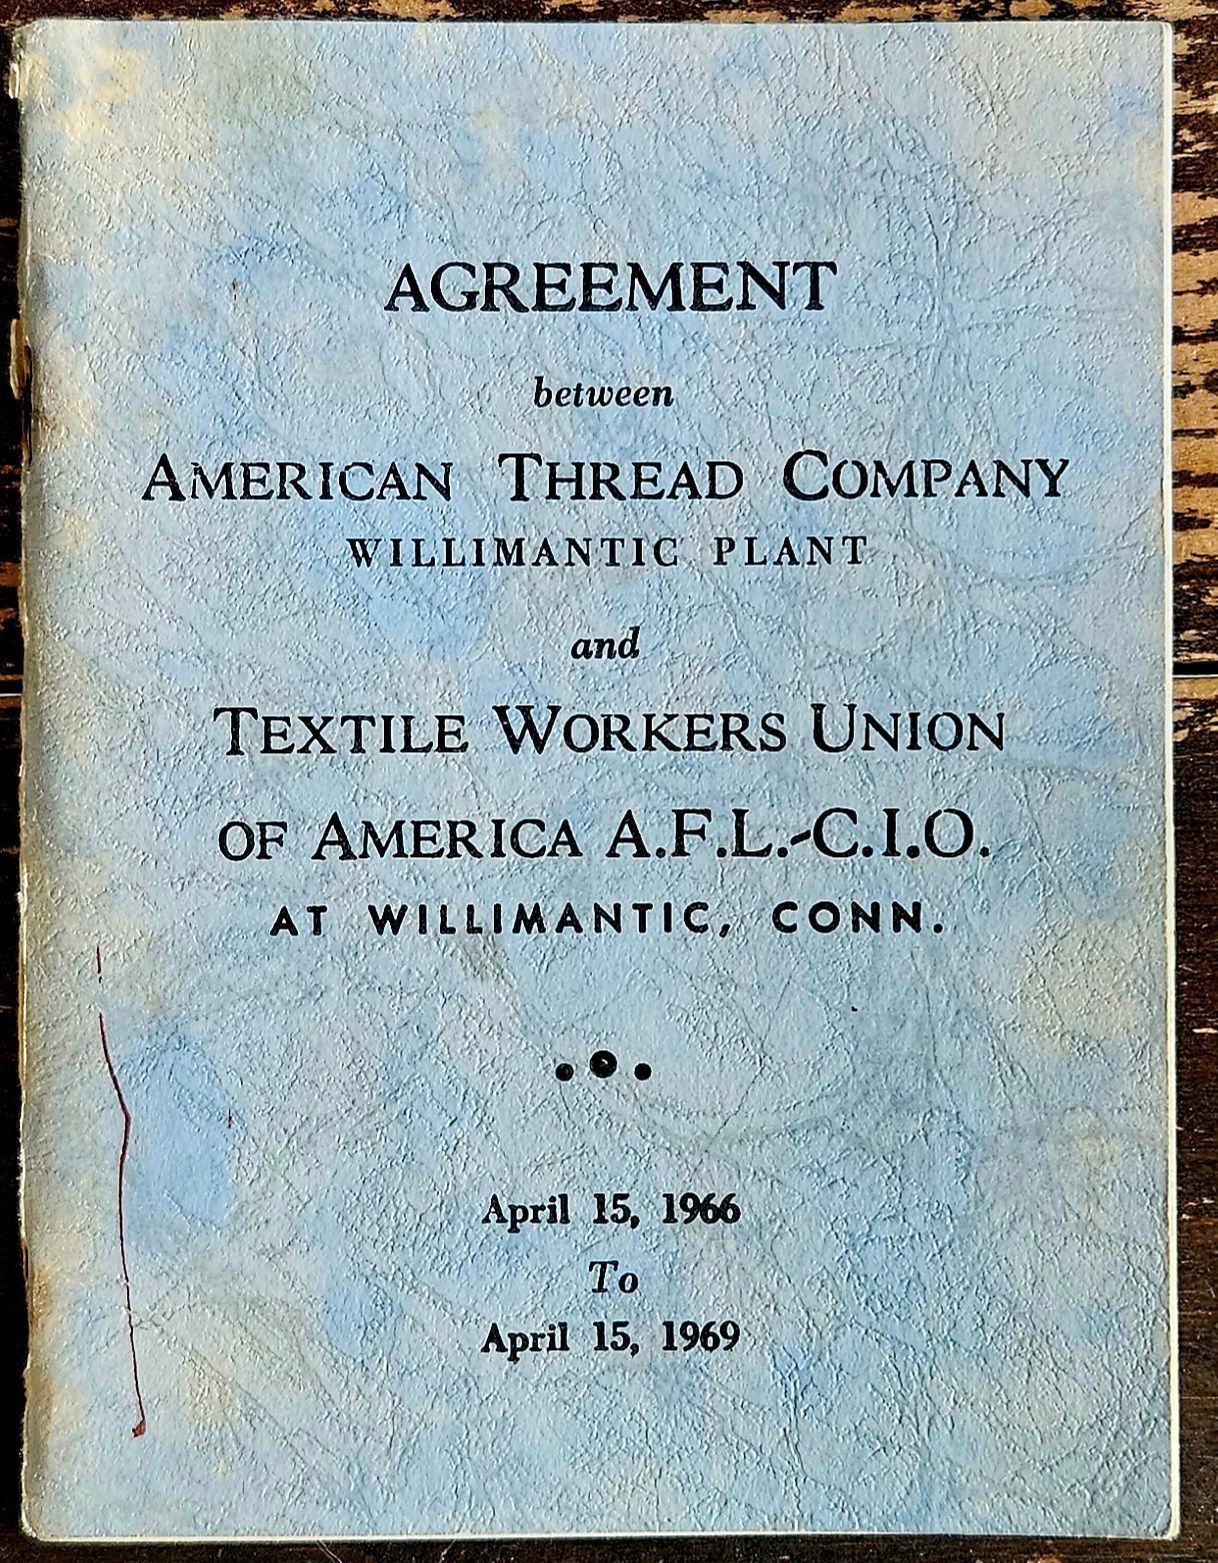 AGREEMENT
between
AMERICAN THREAD COMPANY
WILLIMANTIC PLANT
and
TEXTILE WORKERS UNION
OF AMERICA A.F.L.-C.I.O.
AT WILLIMANTIC, CONN.
April 15, 1966
To
April 15, 1969